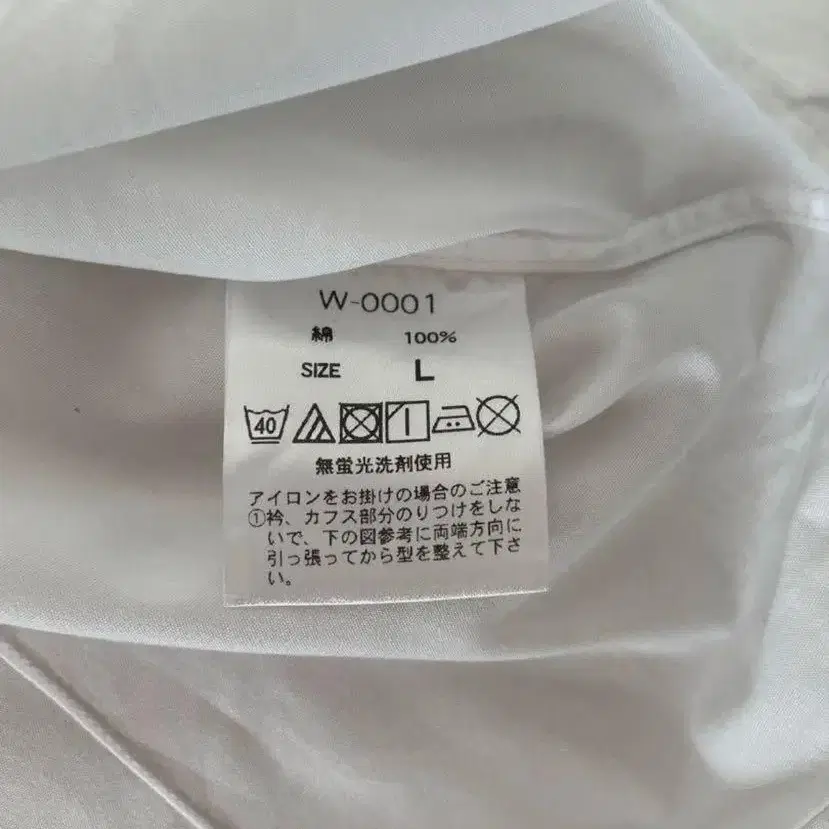 W-0001
綿 100%
SIZE L
40
無蛍光洗剤使用
アイロンをお掛けの場合のご注意
①衿、カフス部分のりつけをしな
いで、下の図参考に両端方向に
引っ張ってから型を整えて下さ
い。